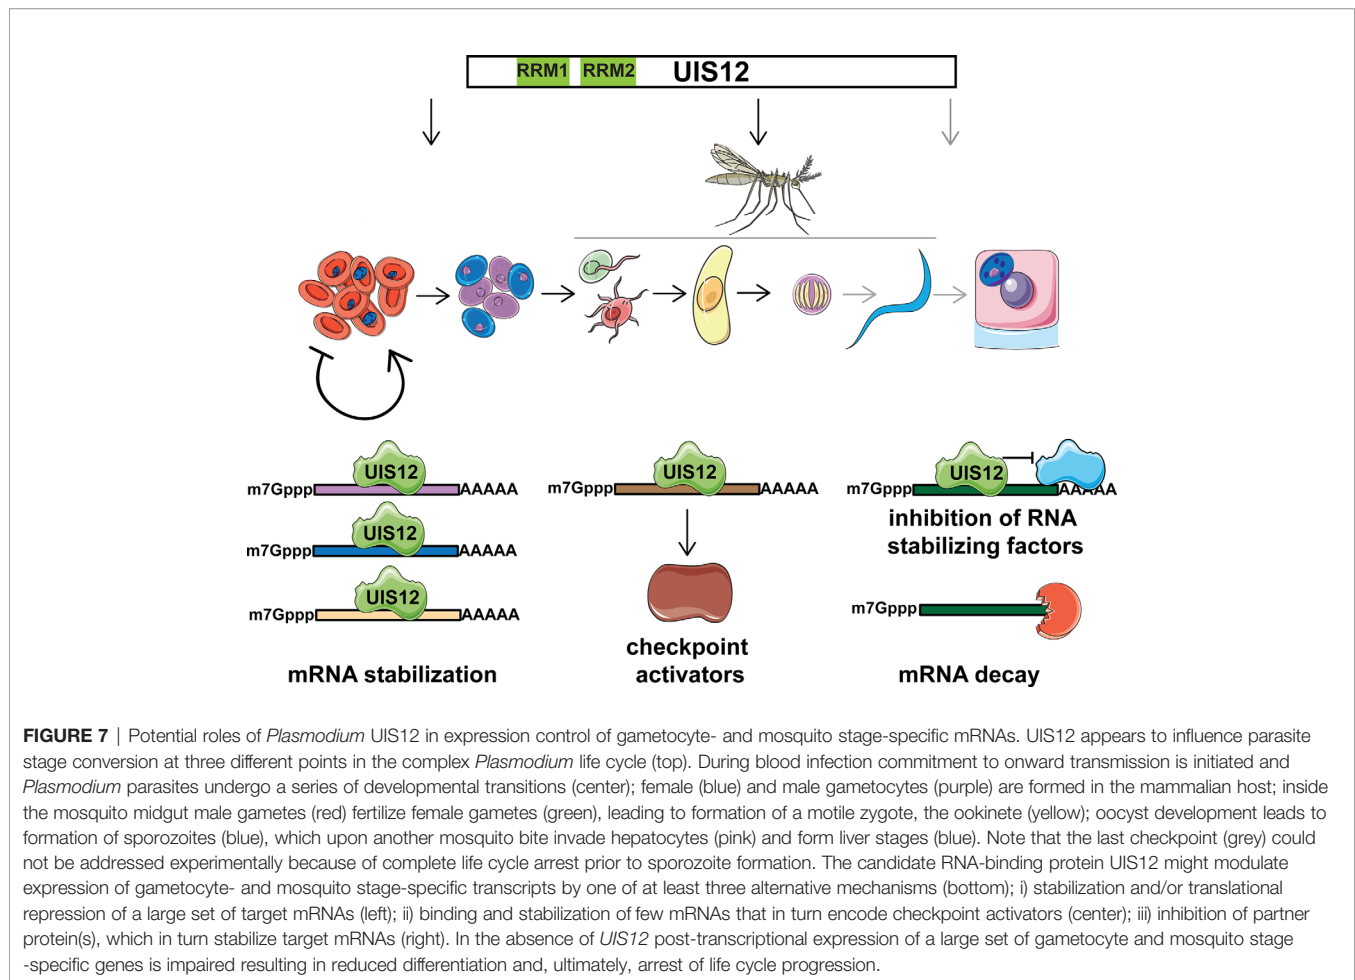 RRM1 RRM2 UIS12
UIS12 UIS12 UIS12
m7Gppp AAAAA m7Gppp AAAAA m7Gppp AAAAA
UIS12
m7Gppp AAAAA
UIS12
m7Gppp AAAAA
mRNA stabilization
checkpoint
activators
inhibition of RNA
stabilizing factors
m7Gppp
mRNA decay
FIGURE 7 | Potential roles of Plasmodium UIS12 in expression control of gametocyte- and mosquito stage-specific mRNAs. UIS12 appears to influence parasite
stage conversion at three different points in the complex Plasmodium life cycle (top). During blood infection commitment to onward transmission is initiated and
Plasmodium parasites undergo a series of developmental transitions (center); female (blue) and male gametocytes (purple) are formed in the mammalian host; inside
the mosquito midgut male gametes (red) fertilize female gametes (green), leading to formation of a motile zygote, the ookinete (yellow); oocyst development leads to
formation of sporozoites (blue), which upon another mosquito bite invade hepatocytes (pink) and form liver stages (blue). Note that the last checkpoint (grey) could
not be addressed experimentally because of complete life cycle arrest prior to sporozoite formation. The candidate RNA-binding protein UIS12 might modulate
expression of gametocyte- and mosquito stage-specific transcripts by one of at least three alternative mechanisms (bottom); i) stabilization and/or translational
repression of a large set of target mRNAs (left); ii) binding and stabilization of few mRNAs that in turn encode checkpoint activators (center); iii) inhibition of partner
protein(s), which in turn stabilize target mRNAs (right). In the absence of UIS12 post-transcriptional expression of a large set of gametocyte and mosquito stage
-specific genes is impaired resulting in reduced differentiation and, ultimately, arrest of life cycle progression.